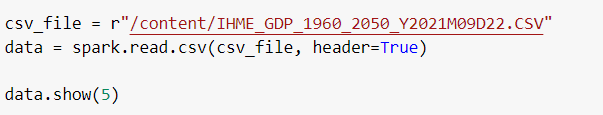 csv_file = r"/content/IHME_GDP_1960_2050_Y2021M09D22.CSV"
data = spark.read.csv(csv_file, header=True)
data.show(5)